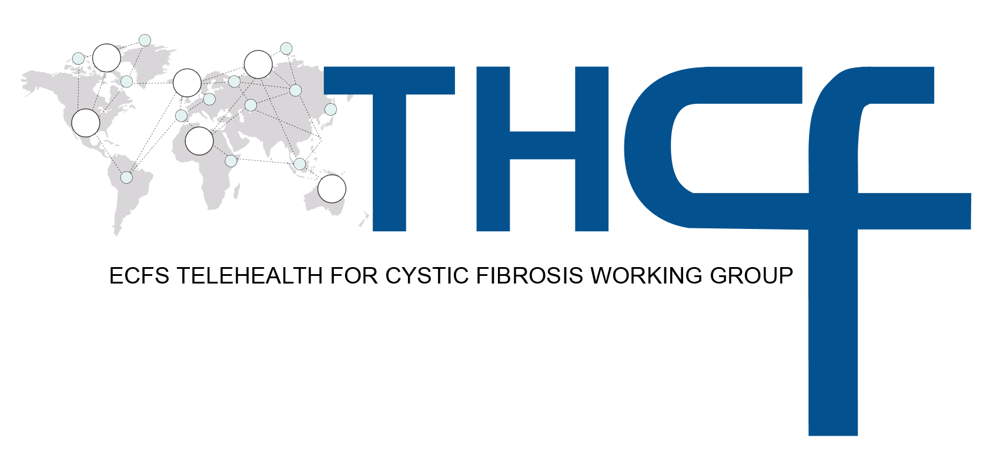 THCf
ECFS TELEHEALTH FOR CYSTIC FIBROSIS WORKING GROUP